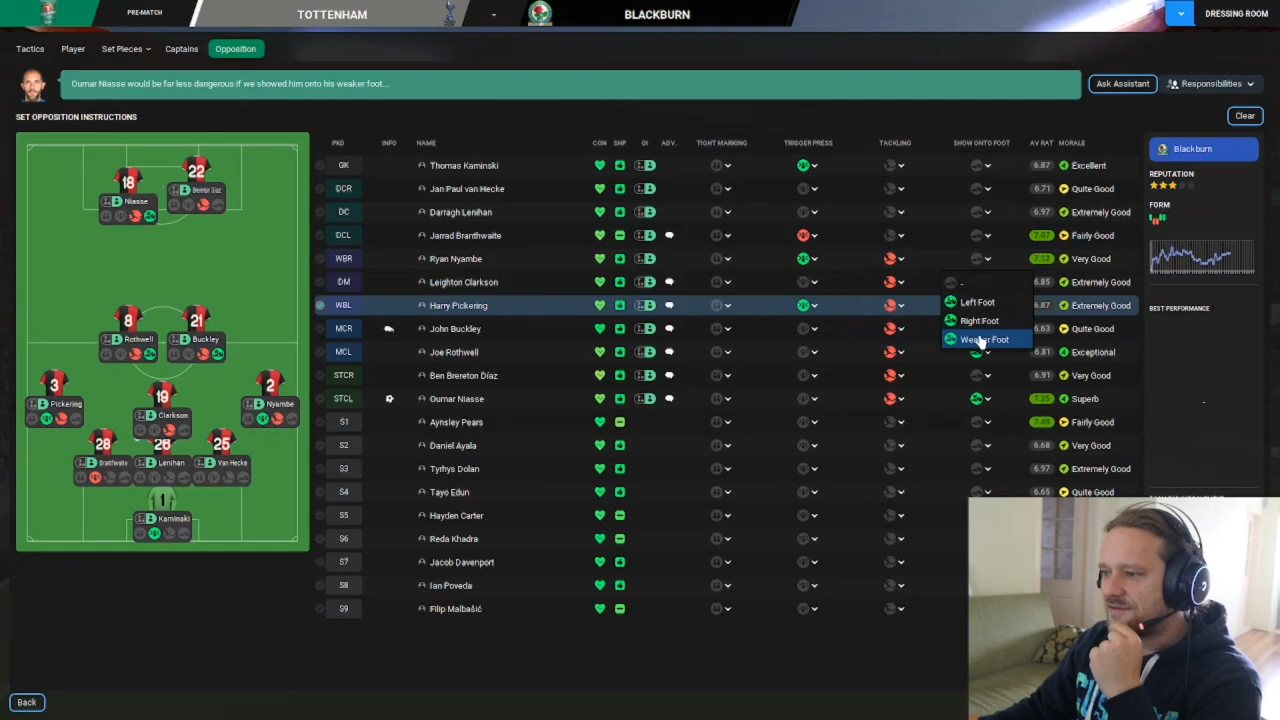 PRE-MATCH
TOTTENHAM
-
BLACKBURN
DRESSING ROOM
Tactics
Player
Set Pieces
Captains
Opposition
Oumar Niasse would be far less dangerous if we showed him onto his weaker foot...
Ask Assistant
Responsibilities
SET OPPOSITION INSTRUCTIONS
Clear
18 Niasse
22 Brereton Díaz
8 Rothwell
21 Buckley
3 Pickering
19 Clarkson
2 Nyambe
28 Branthwaite
26 Lenihan
25 Van Hecke
1 Kaminski
PKD INFO NAME CON SHP GI ADV. TIGHT MARKING TRIGGER PRESS TACKLING SHOW ONTO FOOT AV RAT MORALE
GK Thomas Kaminski 6.87 Excellent
DCR Jan Paul van Hecke 6.71 Quite Good
DC Darragh Lenihan 6.97 Extremely Good
DCL Jarrad Branthwaite 7.07 Fairly Good
WBR Ryan Nyambe 7.12 Very Good
DM Leighton Clarkson 6.85 Extremely Good
WBL Harry Pickering 6.87 Extremely Good
MCR John Buckley 6.63 Quite Good
MCL Joe Rothwell 6.81 Exceptional
STCR Ben Brereton Díaz 6.91 Very Good
STCL Oumar Niasse 7.25 Superb
S1 Aynsley Pears 7.40 Fairly Good
S2 Daniel Ayala 6.68 Very Good
S3 Tyrhys Dolan 6.97 Extremely Good
S4 Tayo Edun 6.65 Quite Good
S5 Hayden Carter
S6 Reda Khadra
S7 Jacob Davenport
S8 Ian Poveda
S9 Filip Malbašić
-
Left Foot
Right Foot
Weaker Foot
Blackburn
REPUTATION
FORM
BEST PERFORMANCE
-
Back